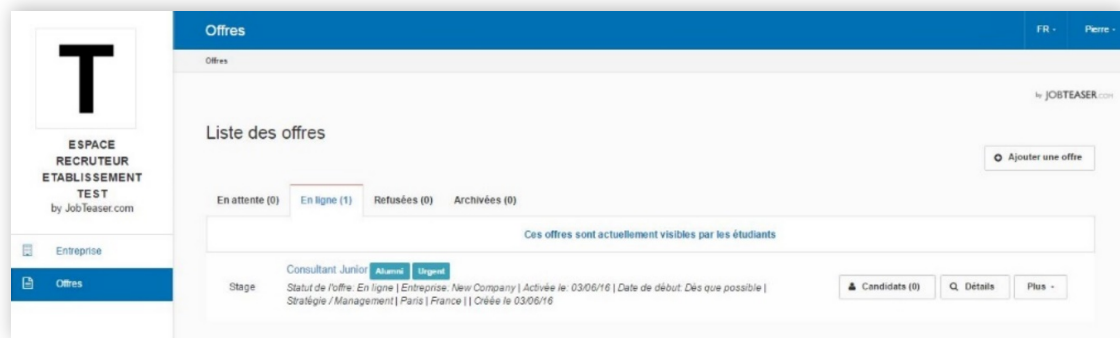 Offres
FR
Pierre
Offres
T
by JOBTEASER.com
ESPACE
RECRUTEUR
ETABLISSEMENT
TEST
by JobTeaser.com
Liste des offres
Ajouter une offre
En attente (0) En ligne (1) Refusées (0) Archivées (0)
Ces offres sont actuellement visibles par les étudiants
Entreprise
Offres
Stage
Consultant Junior Alumni Urgent
Statut de l'offre: En ligne | Entreprise: New Company | Activée le: 03/06/16 | Date de début: Dès que possible |
Stratégie / Management | Paris | France | | Créée le 03/06/16
Candidats (0) Détails Plus